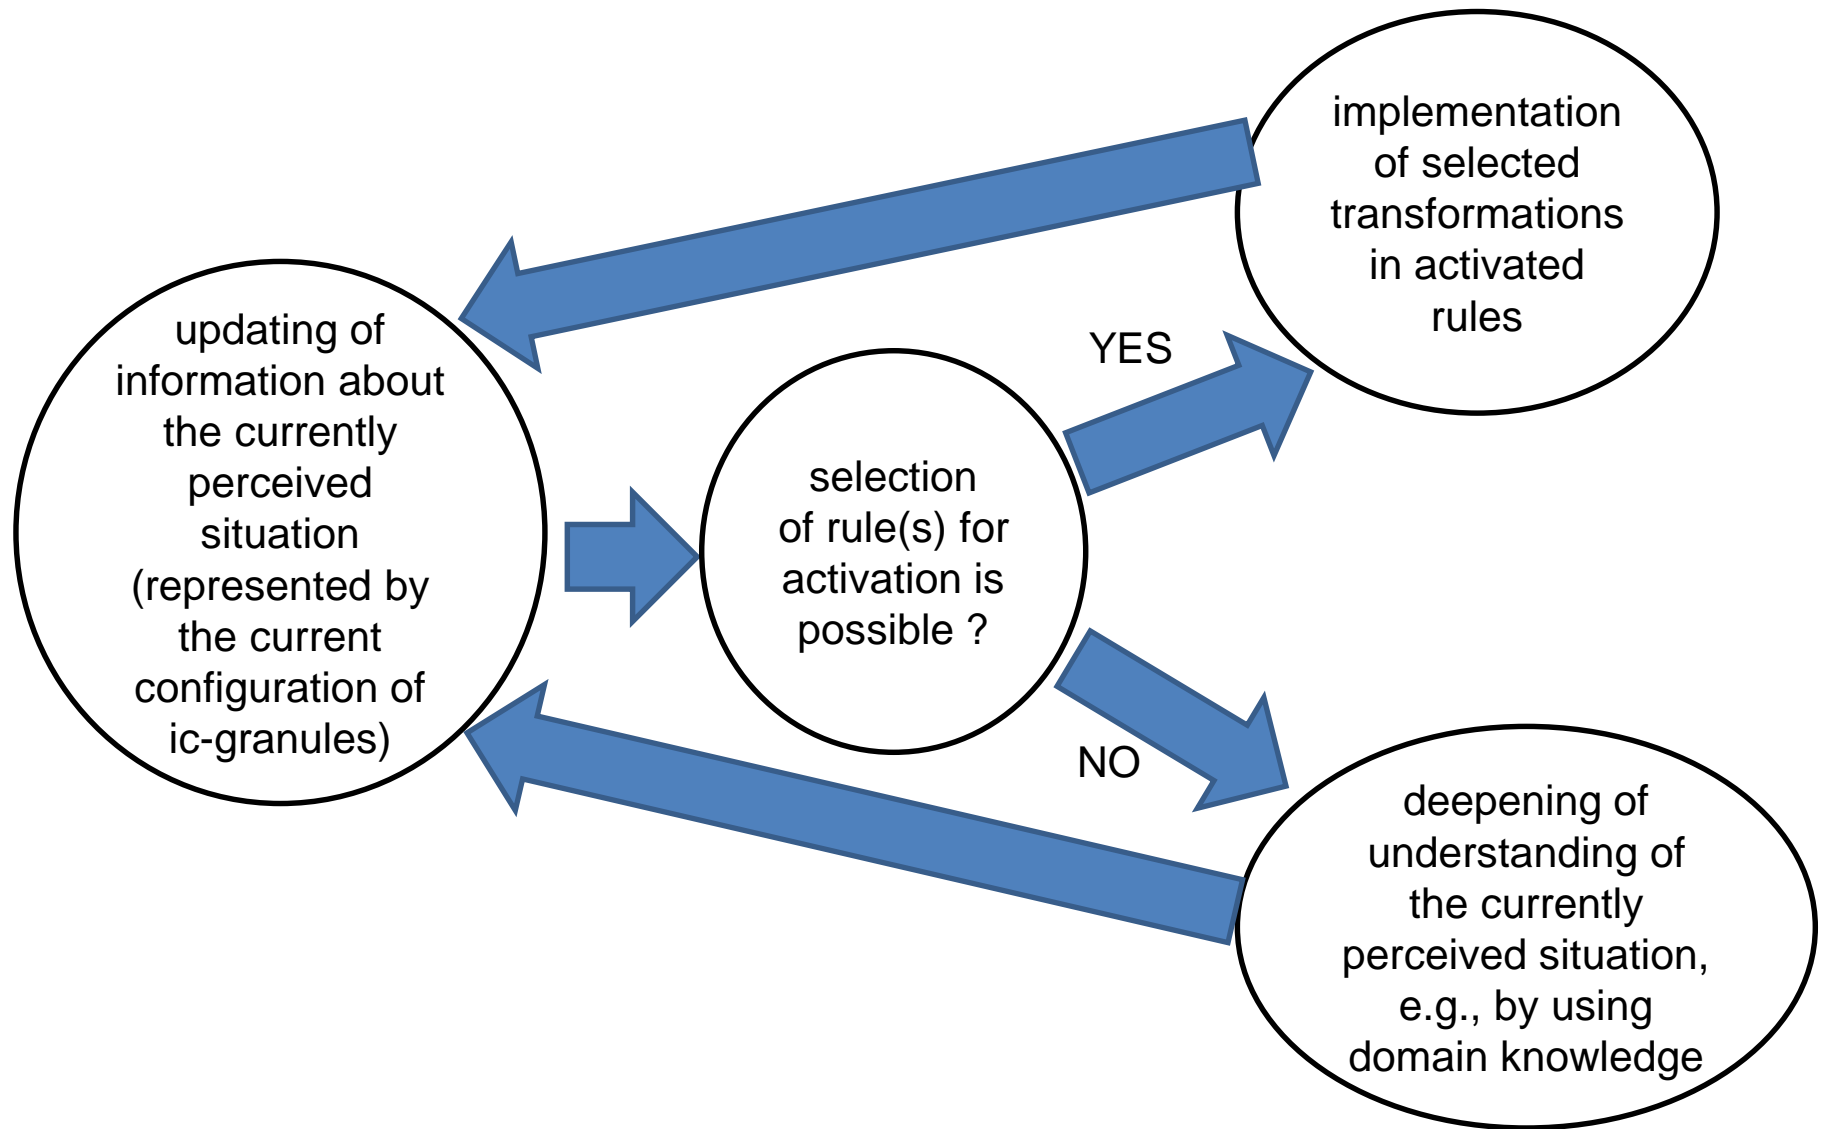 updating of
information about
the currently
perceived
situation
(represented by
the current
configuration of
ic-granules)
selection
of rule(s) for
activation is
possible ?
YES
implementation
of selected
transformations
in activated
rules
NO
deepening of
understanding of
the currently
perceived situation,
e.g., by using
domain knowledge